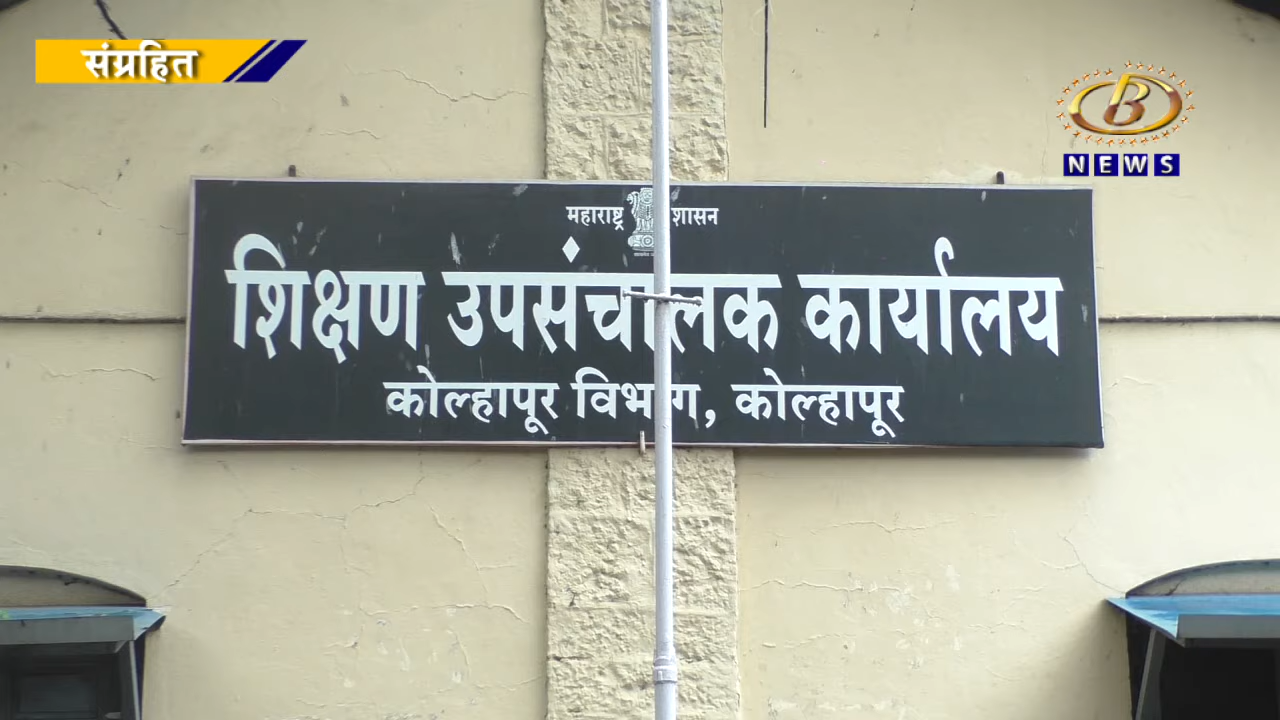 संग्रहित
B
NEWS
महाराष्ट्र शासन
शिक्षण उपसंचालक कार्यालय
कोल्हापूर विभाग, कोल्हापूर